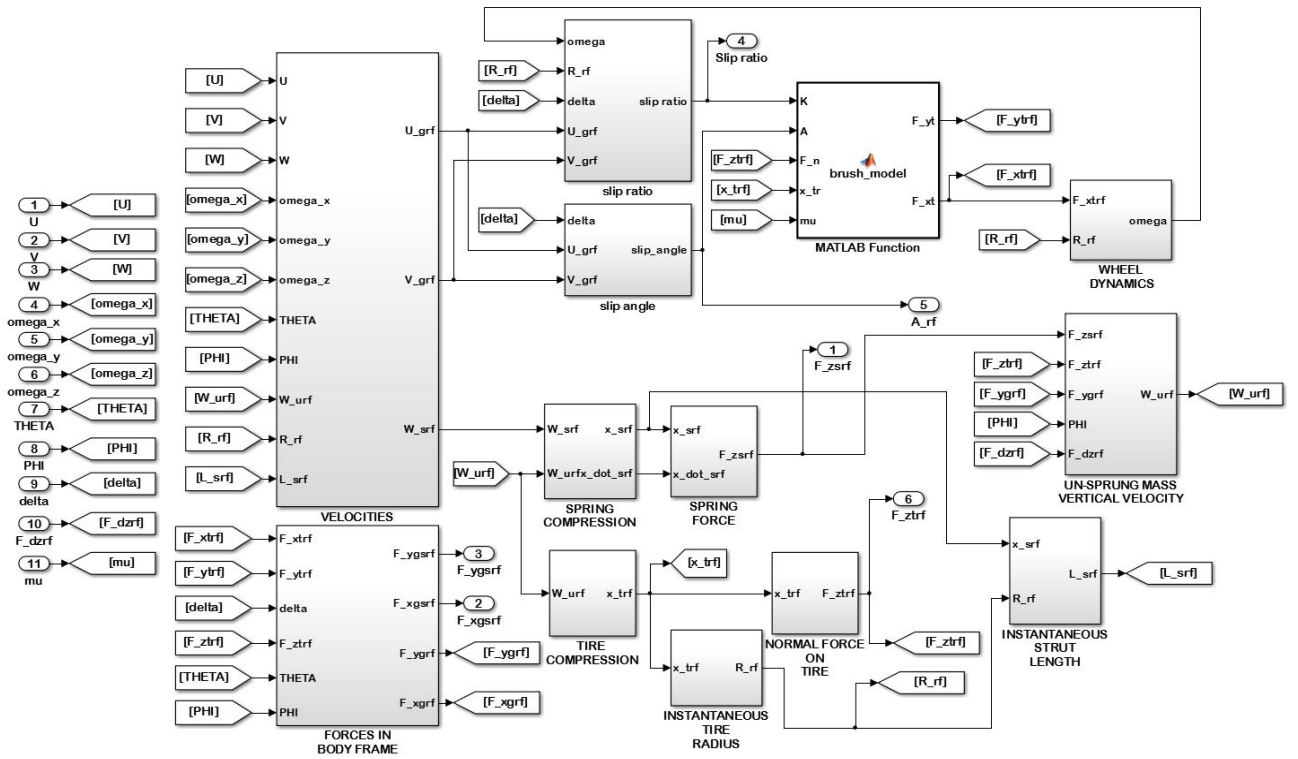 1
U
[U]
2
V
[V]
3
W
[W]
4
omega_x
[omega_x]
5
omega_y
[omega_y]
6
omega_z
[omega_z]
7
THETA
[THETA]
8
PHI
[PHI]
9
delta
[delta]
10
F_dzrf
[F_dzrf]
11
mu
[mu]
[U]
U
[V]
V
[W]
W
[omega_x]
omega_x
[omega_y]
omega_y
[omega_z]
omega_z
[THETA]
THETA
[PHI]
PHI
[W_urf]
W_urf
[R_rf]
R_rf
[L_srf]
L_srf
U_grf
V_grf
W_srf
VELOCITIES
[F_xtrf]
F_xtrf
[F_ytrf]
F_ytrf
[delta]
delta
[F_ztrf]
F_ztrf
[THETA]
THETA
[PHI]
PHI
F_ygsrf
F_xgsrf
F_ygrf
F_xgrf
FORCES IN
BODY FRAME
3
F_ygsrf
2
F_xgsrf
[F_ygrf]
[F_xgrf]
omega
[R_rf]
R_rf
[delta]
delta
U_grf
V_grf
slip ratio
slip ratio
4
Slip ratio
[delta]
delta
U_grf
V_grf
slip_angle
slip angle
5
A_rf
K
A
[F_ztrf]
F_n
[x_trf]
x_tr
[mu]
mu
brush_model
F_yt
F_xt
MATLAB Function
[F_ytrf]
[F_xtrf]
F_xtrf
[R_rf]
R_rf
omega
WHEEL
DYNAMICS
[W_urf]
W_srf
W_urf
x_srf
x_dot_srf
SPRING
COMPRESSION
x_srf
x_dot_srf
F_zsrf
SPRING
FORCE
1
F_zsrf
F_zsrf
[F_ztrf]
F_ztrf
[F_ygrf]
F_ygrf
[PHI]
PHI
[F_dzrf]
F_dzrf
W_urf
[W_urf]
UN-SPRUNG MASS
VERTICAL VELOCITY
W_urf
x_trf
TIRE
COMPRESSION
[x_trf]
x_trf
R_rf
INSTANTANEOUS
TIRE
RADIUS
x_trf
F_ztrf
NORMAL FORCE
ON
TIRE
6
F_ztrf
[F_ztrf]
[R_rf]
x_srf
R_rf
L_srf
INSTANTANEOUS
STRUT
LENGTH
[L_srf]